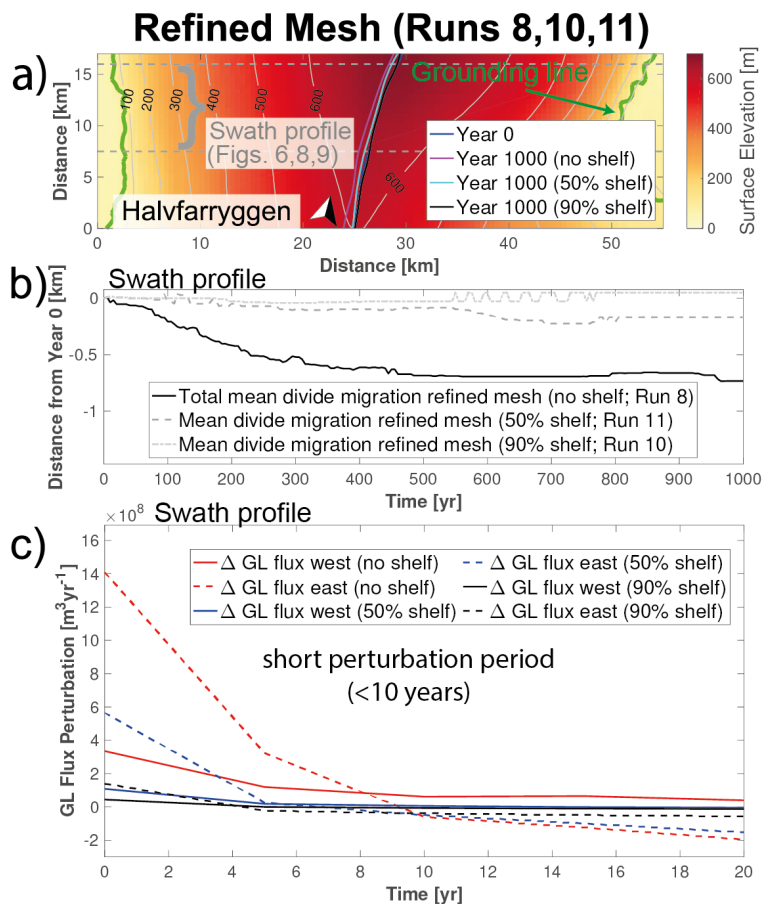 Refined Mesh (Runs 8,10,11)
a)
Distance [km]
15
10
5
0
100
200
300
400
500
600
600
Swath profile
(Figs. 6,8,9)
Halvfarryggen
Grounding line
Year 0
Year 1000 (no shelf)
Year 1000 (50% shelf)
Year 1000 (90% shelf)
0
10
20
30
40
50
Distance [km]
600
400
200
0
Surface Elevation [m]
b)
Swath profile
Distance from Year 0 [km]
0
-0.5
-1
Total mean divide migration refined mesh (no shelf; Run 8)
Mean divide migration refined mesh (50% shelf; Run 11)
Mean divide migration refined mesh (90% shelf; Run 10)
0
100
200
300
400
500
600
700
800
900
1000
Time [yr]
c)
×10⁸
Swath profile
GL Flux Perturbation [m³yr⁻¹]
16
14
12
10
8
6
4
2
0
-2
Δ GL flux west (no shelf)
Δ GL flux east (no shelf)
Δ GL flux west (50% shelf)
Δ GL flux east (50% shelf)
Δ GL flux west (90% shelf)
Δ GL flux east (90% shelf)
short perturbation period
(<10 years)
0
2
4
6
8
10
12
14
16
18
20
Time [yr]